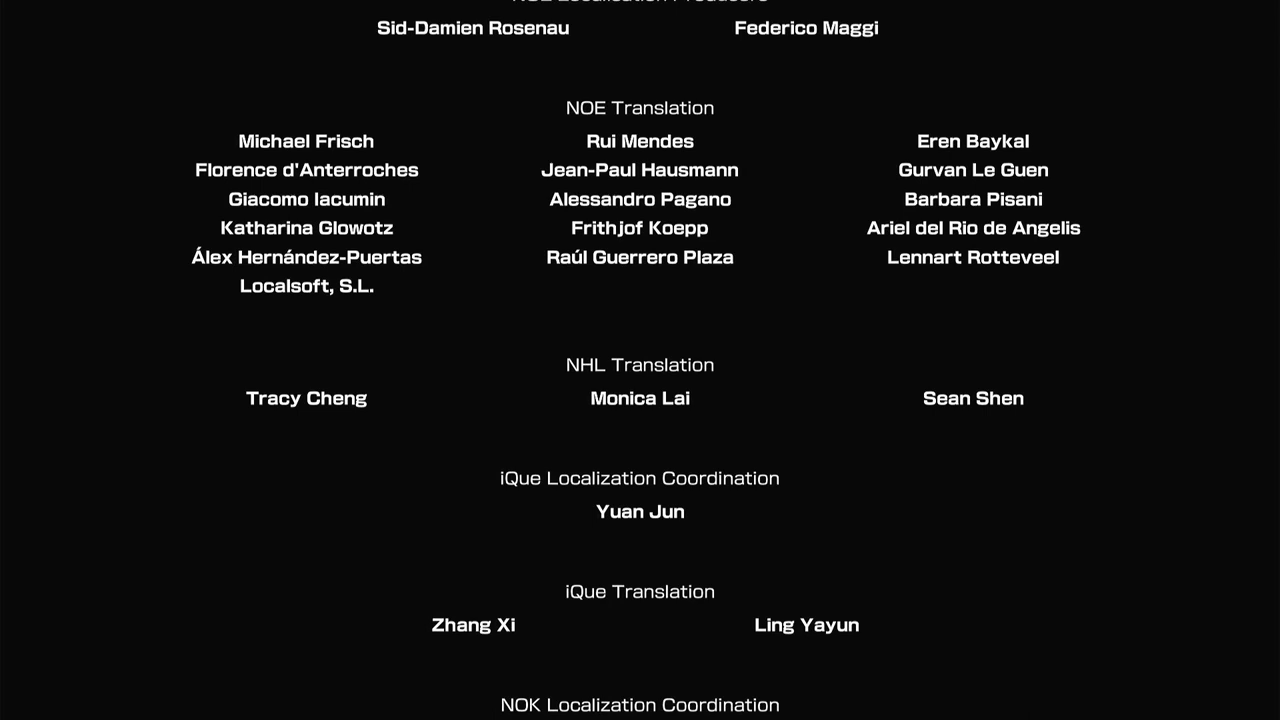 NOE Localisation Producers
Sid-Damien Rosenau Federico Maggi
NOE Translation
Michael Frisch Rui Mendes Eren Baykal
Florence d'Anterroches Jean-Paul Hausmann Gurvan Le Guen
Giacomo Iacumin Alessandro Pagano Barbara Pisani
Katharina Glowotz Frithjof Koepp Ariel del Rio de Angelis
Álex Hernández-Puertas Raúl Guerrero Plaza Lennart Rotteveel
Localsoft, S.L.
NHL Translation
Tracy Cheng Monica Lai Sean Shen
iQue Localization Coordination
Yuan Jun
iQue Translation
Zhang Xi Ling Yayun
NOK Localization Coordination